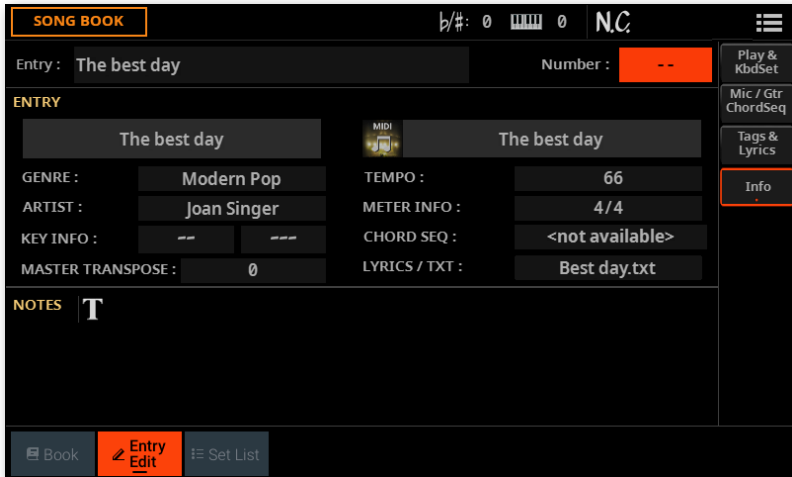 SONG BOOK ♭/♯: 0 0 N.C.
Entry : The best day Number : --
Play & KbdSet
Mic / Gtr ChordSeq
Tags & Lyrics
Info
ENTRY
The best day MIDI The best day
GENRE : Modern Pop TEMPO : 66
ARTIST : Joan Singer METER INFO : 4/4
KEY INFO : -- --- CHORD SEQ : <not available>
MASTER TRANSPOSE : 0 LYRICS / TXT : Best day.txt
NOTES T
Book Entry Edit Set List